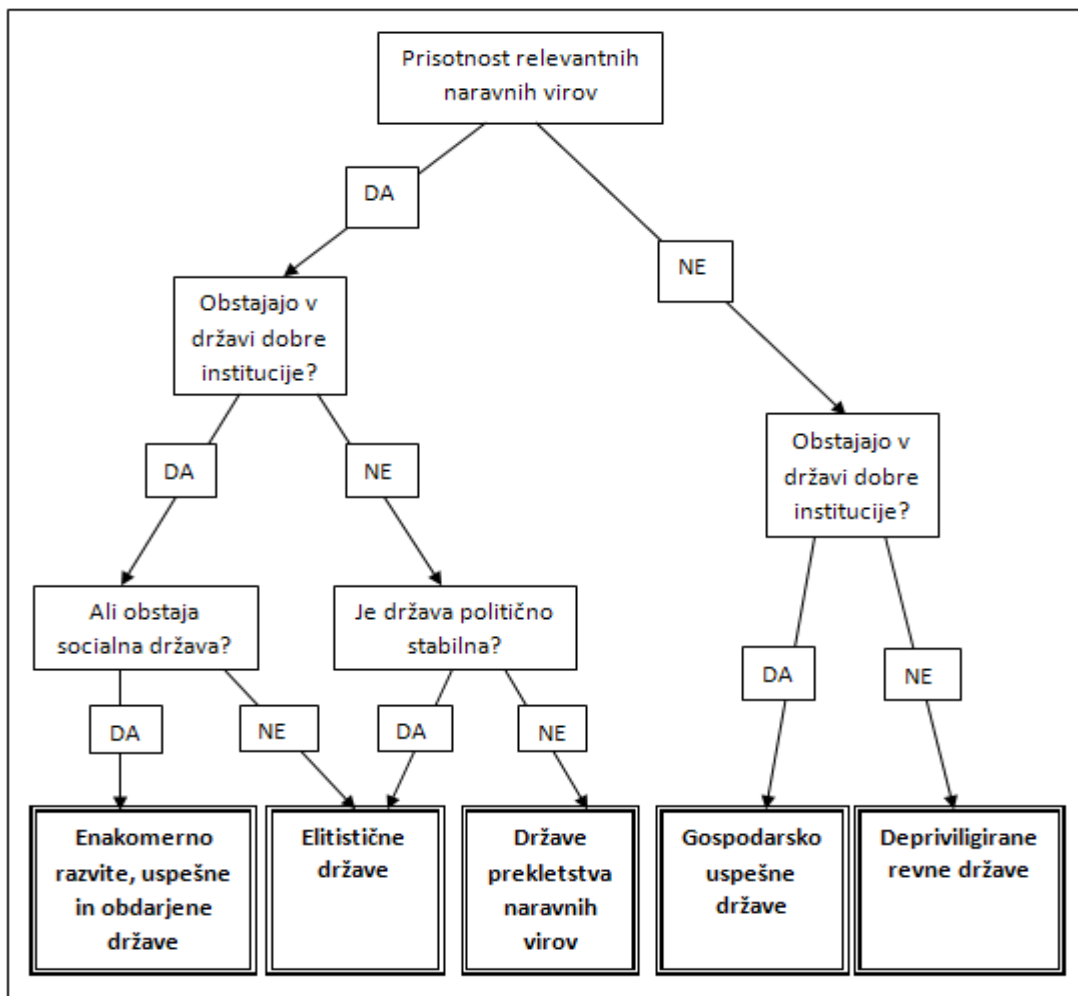 Prisotnost relevantnih
naravnih virov
DA
NE
Obstajajo v
državi dobre
institucije?
Obstajajo v
državi dobre
institucije?
DA
NE
Ali obstaja
socialna država?
Je država politično
stabilna?
DA
NE
DA
NE
DA
NE
Enakomerno
razvite, uspešne
in obdarjene
države
Elitistične
države
Države
prekletstva
naravnih
virov
Gospodarsko
uspešne
države
Depriviligirane
revne države